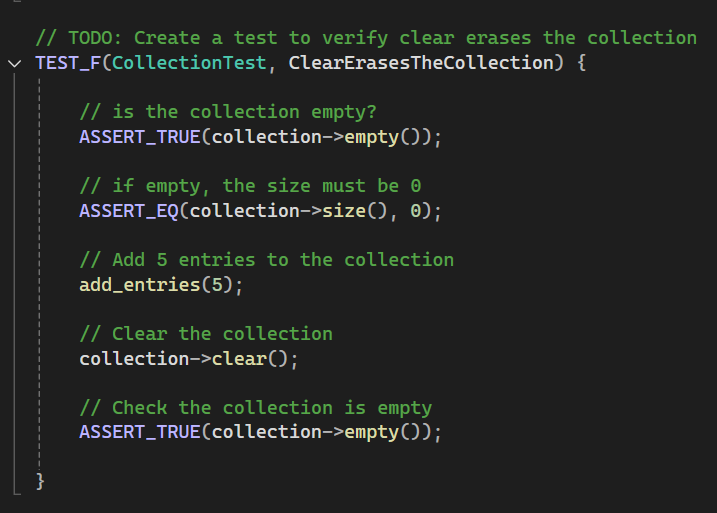 // TODO: Create a test to verify clear erases the collection
TEST_F(CollectionTest, ClearErasesTheCollection) {
// is the collection empty?
ASSERT_TRUE(collection->empty());
// if empty, the size must be 0
ASSERT_EQ(collection->size(), 0);
// Add 5 entries to the collection
add_entries(5);
// Clear the collection
collection->clear();
// Check the collection is empty
ASSERT_TRUE(collection->empty());
}